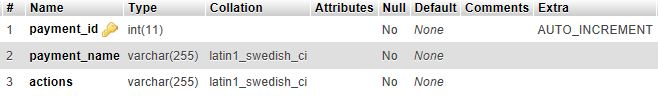 # Name Type Collation Attributes Null Default Comments Extra
1 payment_id int(11) No None AUTO_INCREMENT
2 payment_name varchar(255) latin1_swedish_ci No None
3 actions varchar(255) latin1_swedish_ci No None